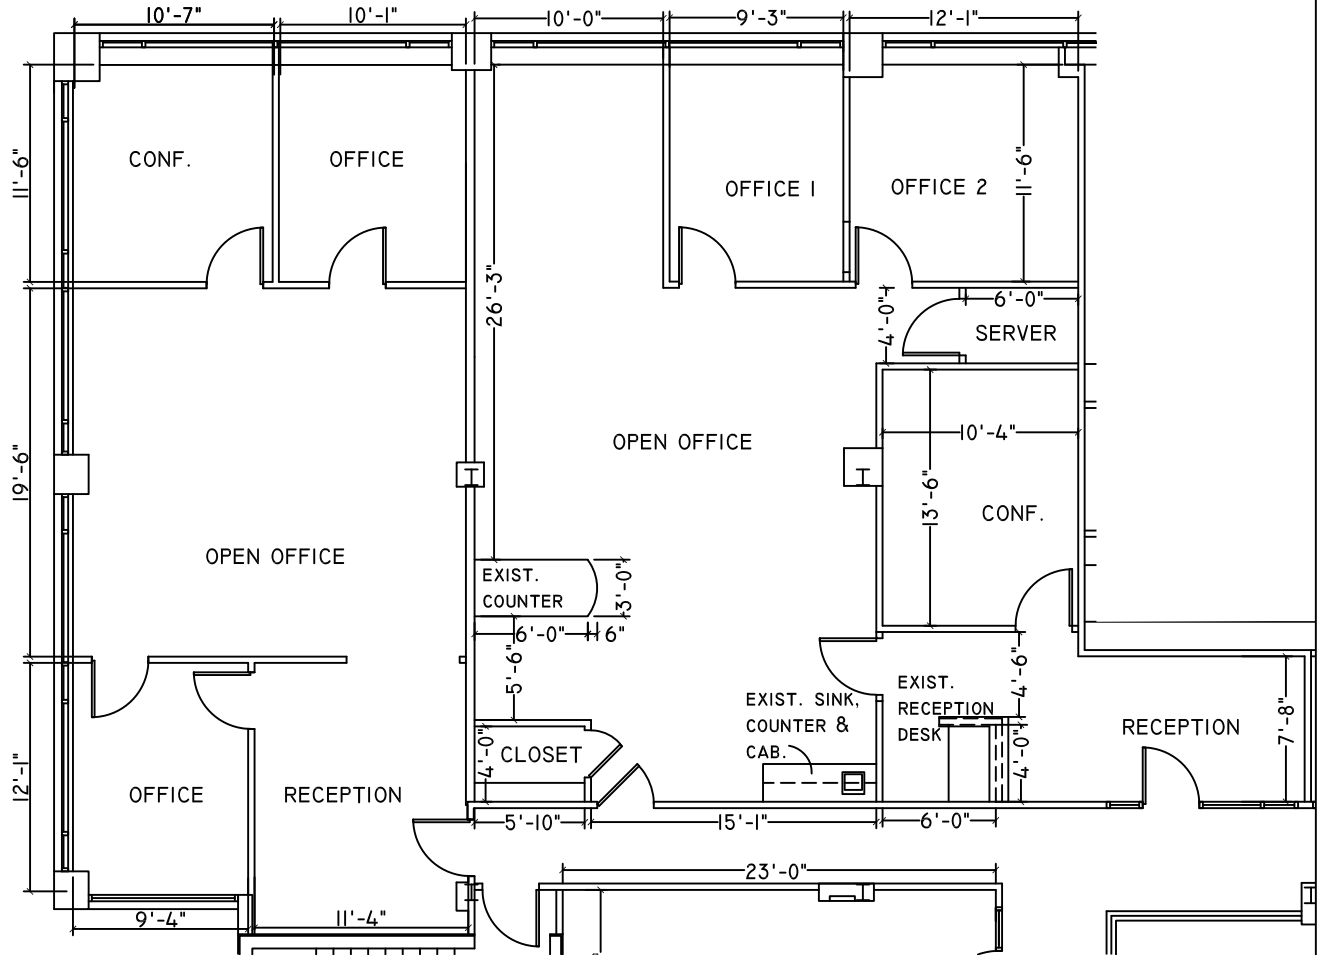 10'-7"
10'-1"
10'-0"
9'-3"
12'-1"
11'-6"
CONF.
OFFICE
OFFICE 1
OFFICE 2
11'-6"
26'-3"
4'-0"
6'-0"
SERVER
19'-6"
OPEN OFFICE
10'-4"
13'-6"
CONF.
OPEN OFFICE
EXIST.
COUNTER
3'-0"
6'-0"
6"
5'-6"
4'-6"
EXIST. SINK,
COUNTER &
CAB.
EXIST.
RECEPTION
DESK
RECEPTION
7'-8"
4'-0"
CLOSET
4'-0"
12'-1"
OFFICE
RECEPTION
5'-10"
15'-1"
6'-0"
23'-0"
9'-4"
11'-4"